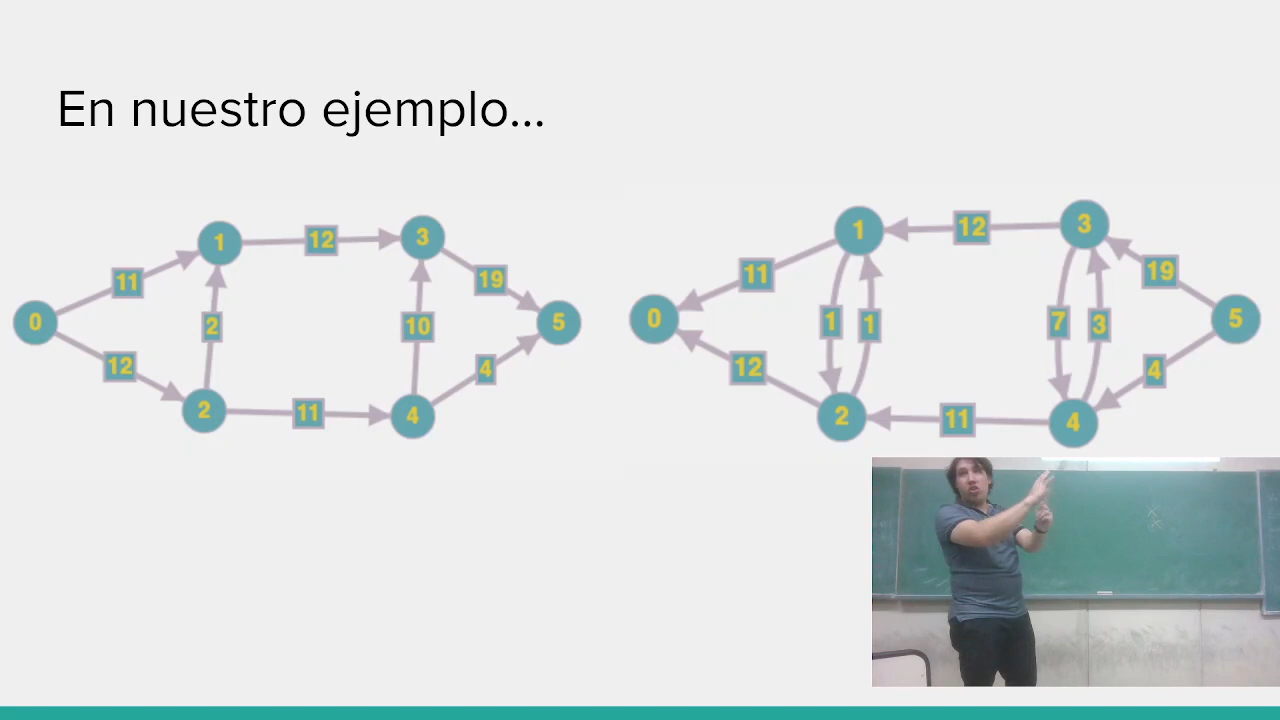 En nuestro ejemplo...
1 12 3
11 19
0 2 10 5
12 4
2 11 4
1 12 3
11 19
0 1 1 7 3 5
12 4
2 11 4